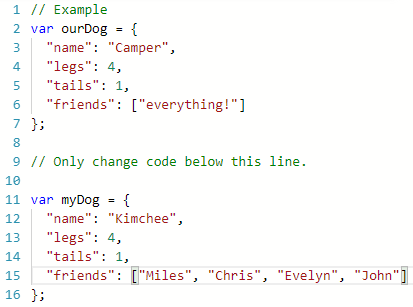 1 // Example
2 var ourDog = {
3   "name": "Camper",
4   "legs": 4,
5   "tails": 1,
6   "friends": ["everything!"]
7 };
8
9 // Only change code below this line.
10
11 var myDog = {
12   "name": "Kimchee",
13   "legs": 4,
14   "tails": 1,
15   "friends": ["Miles", "Chris", "Evelyn", "John"]
16 };